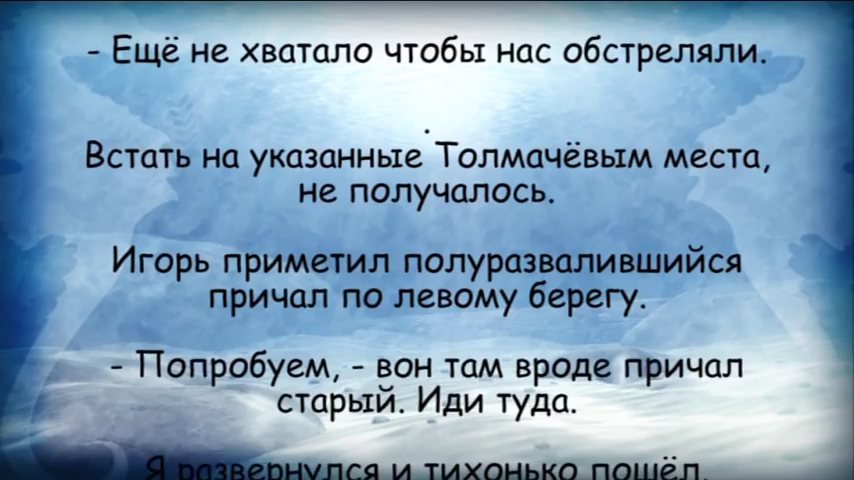 - Ещё не хватало чтобы нас обстреляли.
.
Встать на указанные Толмачёвым места,
не получалось.
Игорь приметил полуразвалившийся
причал по левому берегу.
- Попробуем, - вон там вроде причал
старый. Иди туда.
Я развернулся и тихонько пошёл.